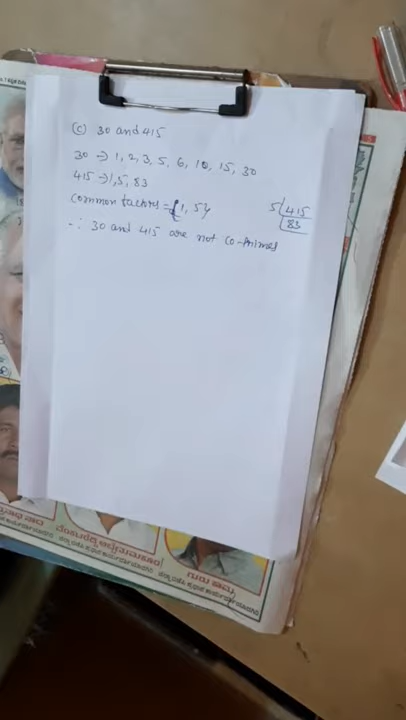 (c) 30 and 415
30 → 1, 2, 3, 5, 6, 10, 15, 30
415 → 1, 5, 83
common factors = {1, 5}
5 415
83
∴ 30 and 415 are not co-primes